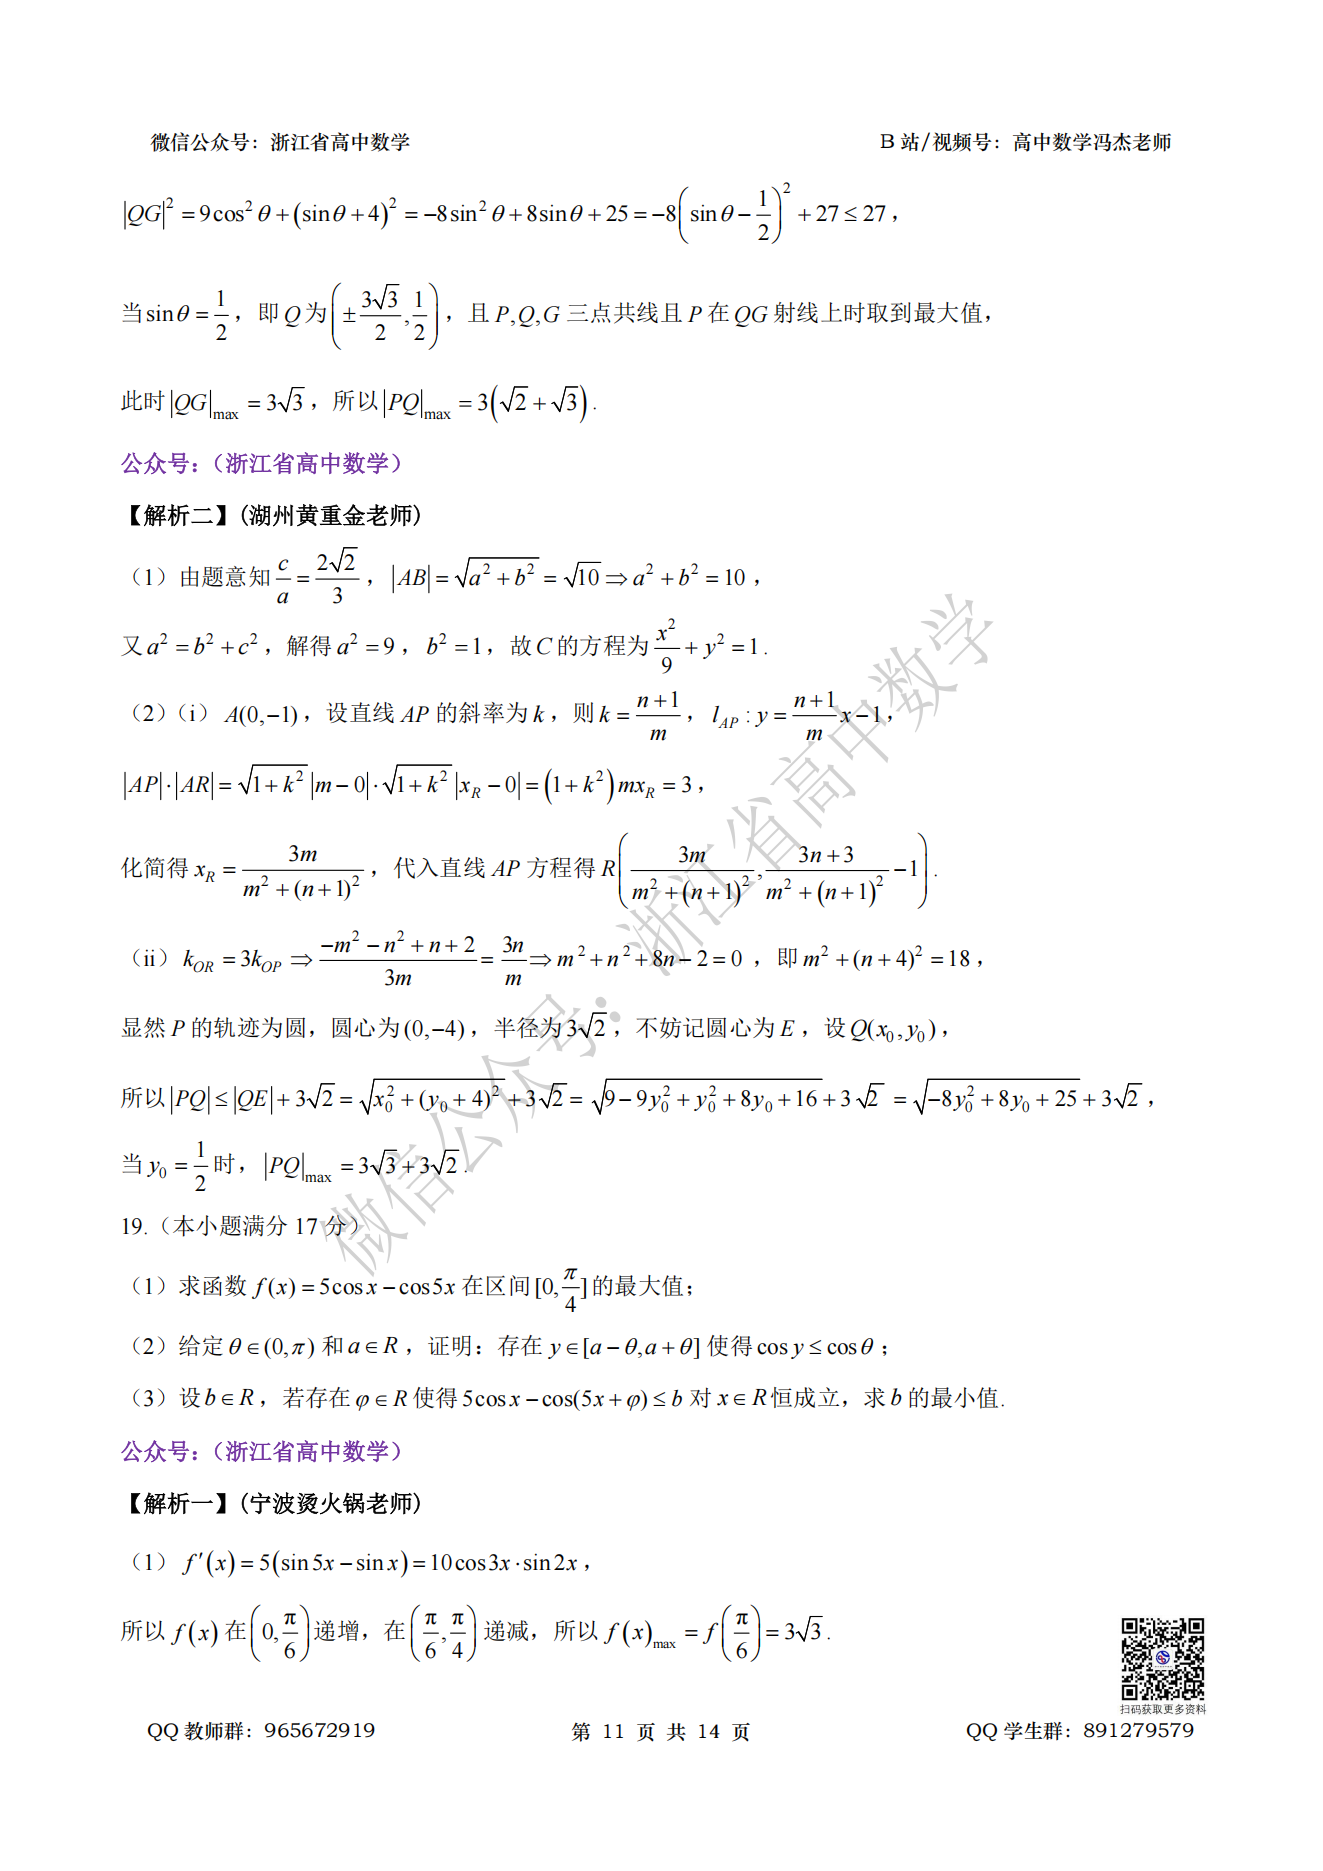 微信公众号：浙江省高中数学 B 站/视频号：高中数学冯杰老师
|QG|² = 9cos²θ + (sinθ + 4)² = −8sin²θ + 8sinθ + 25 = −8(sinθ − 1/2)² + 27 ≤ 27，
当 sinθ = 1/2，即 Q 为 (± 3√3/2, 1/2)，且 P,Q,G 三点共线且 P 在 QG 射线上时取到最大值，
此时 |QG|max = 3√3，所以 |PQ|max = 3(√2 + √3).
公众号：（浙江省高中数学）
【解析二】(湖州黄重金老师)
（1）由题意知 c/a = 2√2/3，|AB| = √(a² + b²) = √10 ⇒ a² + b² = 10，
又 a² = b² + c²，解得 a² = 9，b² = 1，故 C 的方程为 x²/9 + y² = 1.
（2）（i）A(0,−1)，设直线 AP 的斜率为 k，则 k = (n+1)/m，l_AP : y = (n+1)/m x − 1，
|AP|·|AR| = √(1+k²) |m − 0|·√(1+k²) |x_R − 0| = (1+k²)mx_R = 3，
化简得 x_R = 3m/(m² + (n+1)²)，代入直线 AP 方程得 R(3m/(m² + (n+1)²), (3n+3)/(m² + (n+1)²) − 1).
（ii）k_OR = 3k_OP ⇒ (−m² − n² + n + 2)/3m = 3n/m ⇒ m² + n² + 8n − 2 = 0，即 m² + (n+4)² = 18，
显然 P 的轨迹为圆，圆心为 (0,−4)，半径为 3√2，不妨记圆心为 E，设 Q(x₀, y₀)，
所以 |PQ| ≤ |QE| + 3√2 = √(x₀² + (y₀ + 4)²) + 3√2 = √(9 − 9y₀² + y₀² + 8y₀ + 16) + 3√2 = √(−8y₀² + 8y₀ + 25) + 3√2，
当 y₀ = 1/2 时，|PQ|max = 3√3 + 3√2.
19.（本小题满分 17 分）
（1）求函数 f(x) = 5cosx − cos5x 在区间 [0, π/4] 的最大值；
（2）给定 θ ∈ (0,π) 和 a ∈ R，证明：存在 y ∈ [a − θ, a + θ] 使得 cos y ≤ cosθ；
（3）设 b ∈ R，若存在 φ ∈ R 使得 5cosx − cos(5x + φ) ≤ b 对 x ∈ R 恒成立，求 b 的最小值.
公众号：（浙江省高中数学）
【解析一】(宁波烫火锅老师)
（1）f′(x) = 5(sin5x − sinx) = 10cos3x·sin2x，
所以 f(x) 在 (0, π/6) 递增，在 (π/6, π/4) 递减，所以 f(x)max = f(π/6) = 3√3.
扫码获取更多资料
QQ 教师群：965672919 第 11 页 共 14 页 QQ 学生群：891279579
微信公众号：浙江省高中数学